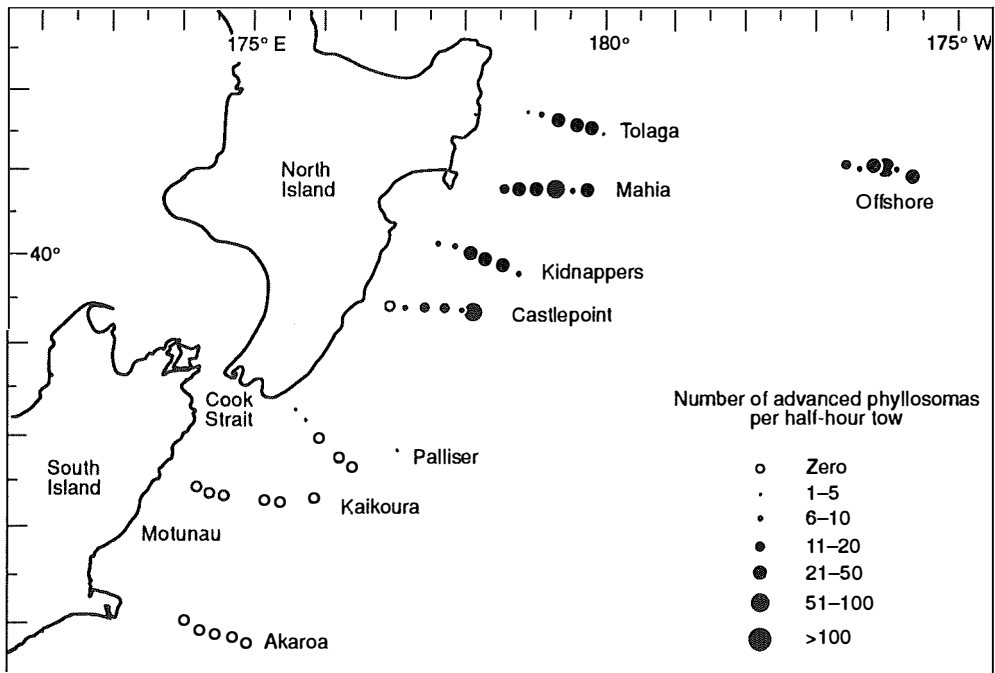 175° E
180°
175° W
Tolaga
North
Island
Mahia
Offshore
40°
Kidnappers
Castlepoint
Cook
Strait
Number of advanced phyllosomas
per half-hour tow
South
Island
Palliser
Zero
1–5
Kaikoura
6–10
Motunau
11–20
21–50
51–100
Akaroa
>100